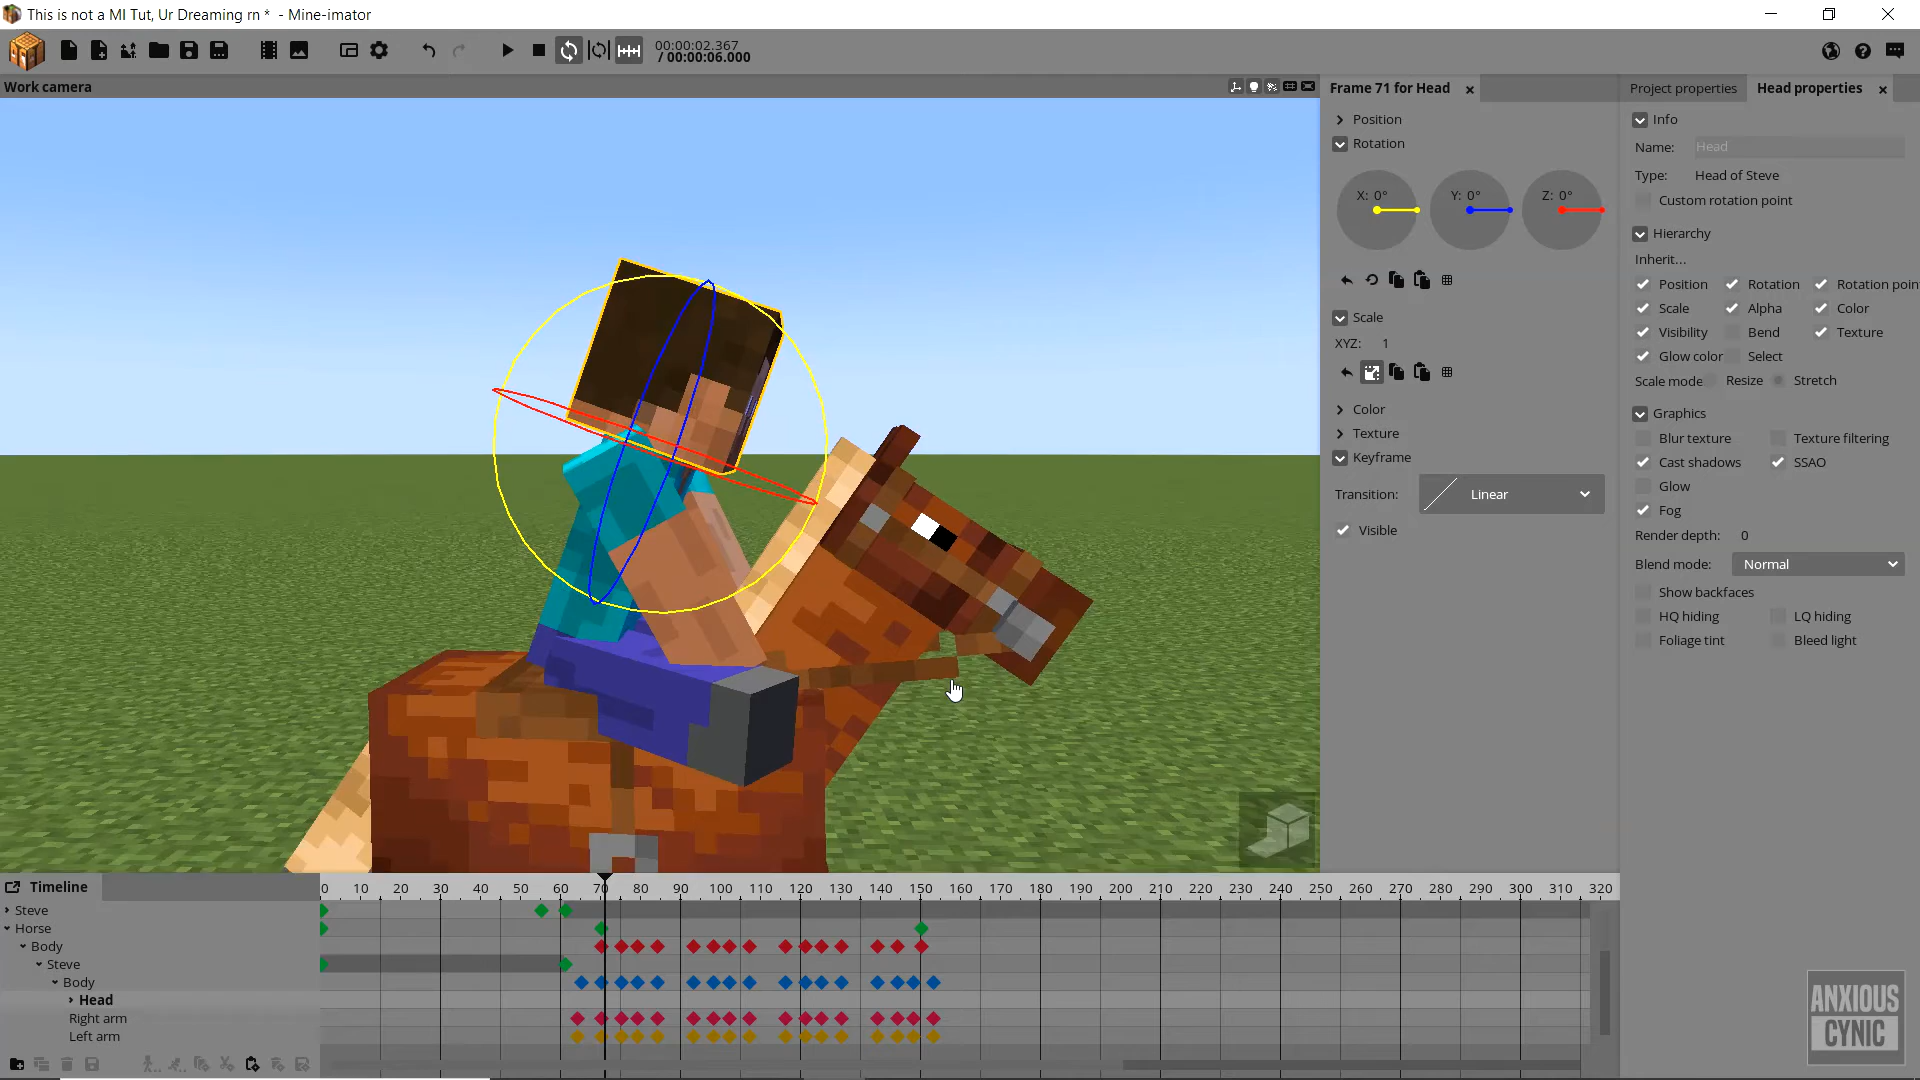 This is not a MI Tut, Ur Dreaming rn * - Mine-imator
00:00:02.367
/ 00:00:06.000
Work camera
Frame 71 for Head
Position
Rotation
X: 0° Y: 0° Z: 0°
Scale
XYZ: 1
Color
Texture
Keyframe
Transition: Linear
Visible
Project properties Head properties
Info
Name: Head
Type: Head of Steve
Custom rotation point
Hierarchy
Inherit...
Position Rotation Rotation poin
Scale Alpha Color
Visibility Bend Texture
Glow color Select
Scale mode Resize Stretch
Graphics
Blur texture Texture filtering
Cast shadows SSAO
Glow
Fog
Render depth: 0
Blend mode: Normal
Show backfaces
HQ hiding LQ hiding
Foliage tint Bleed light
Timeline
0 10 20 30 40 50 60 70 80 90 100 110 120 130 140 150 160 170 180 190 200 210 220 230 240 250 260 270 280 290 300 310 320
Steve
Horse
Body
Steve
Body
Head
Right arm
Left arm
ANXIOUS
CYNIC